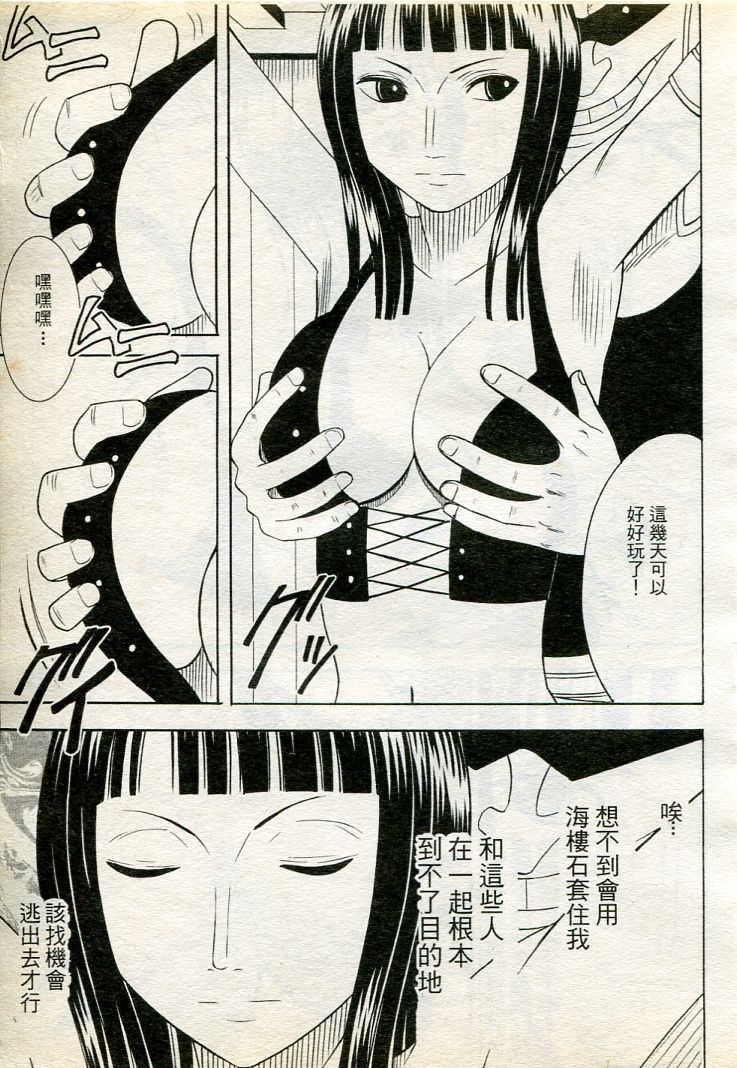 這幾天可以
好好玩了！
グッ
ムニ
嘿嘿嘿…
ムニ
グイ
唉…
想不到會用
海樓石套住我
和這些人
在一起根本
到不了目的地
該找機會
逃出去才行